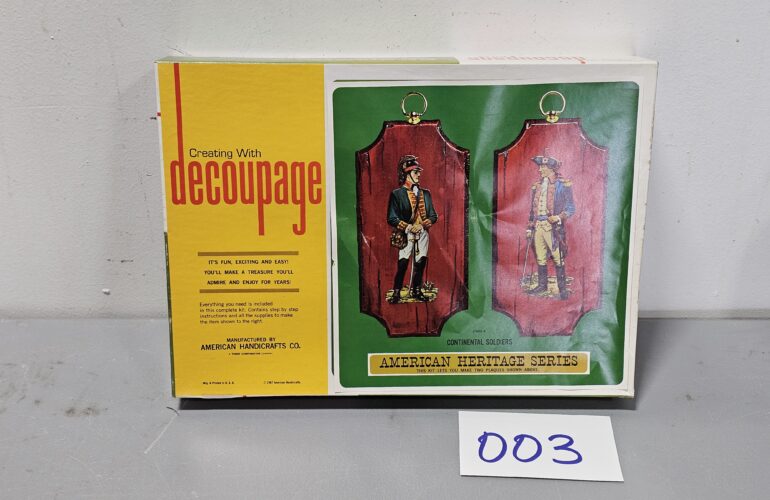 decoupage
Creating With
decoupage
IT'S FUN, EXCITING AND EASY!
YOU'LL MAKE A TREASURE YOU'LL
ADMIRE AND ENJOY FOR YEARS!
Everything you need is included
in this complete kit. Contains step by step
instructions and all the supplies to make
the item shown to the right.
MANUFACTURED BY
AMERICAN HANDICRAFTS CO.
CONTINENTAL SOLDIERS
AMERICAN HERITAGE SERIES
THIS KIT LETS YOU MAKE TWO PLAQUES SHOWN ABOVE.
003